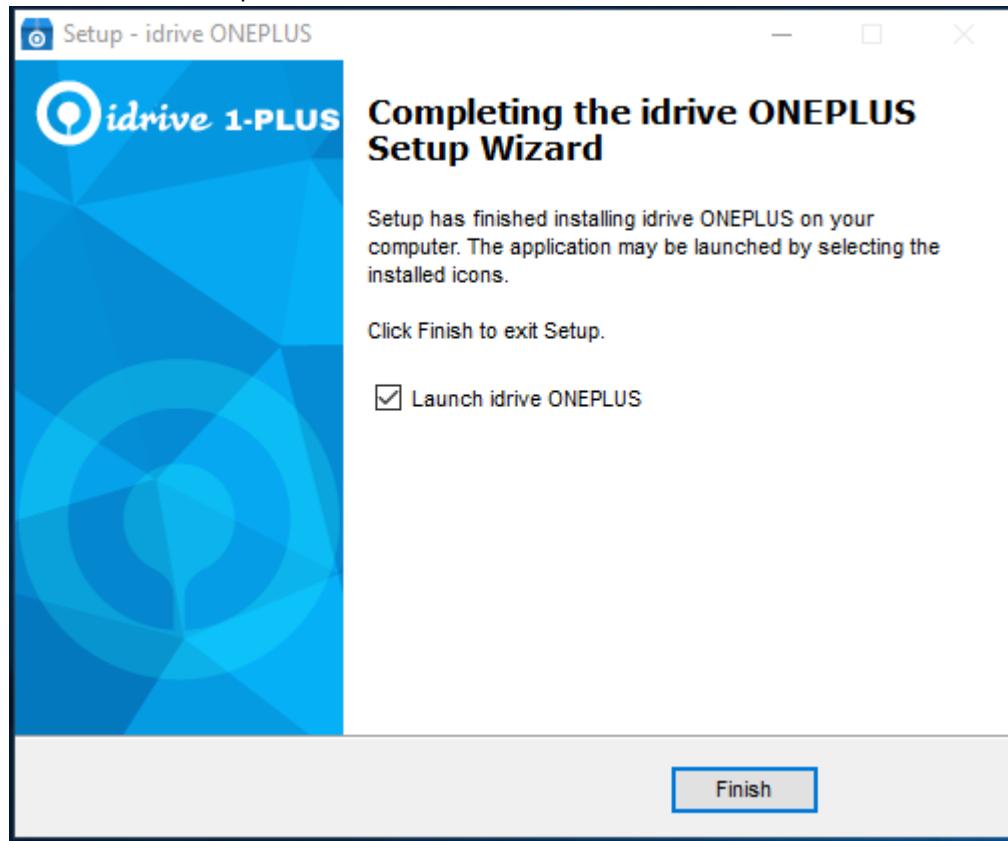 Setup - idrive ONEPLUS
idrive 1-PLUS
Completing the idrive ONEPLUS
Setup Wizard
Setup has finished installing idrive ONEPLUS on your
computer. The application may be launched by selecting the
installed icons.
Click Finish to exit Setup.
Launch idrive ONEPLUS
Finish